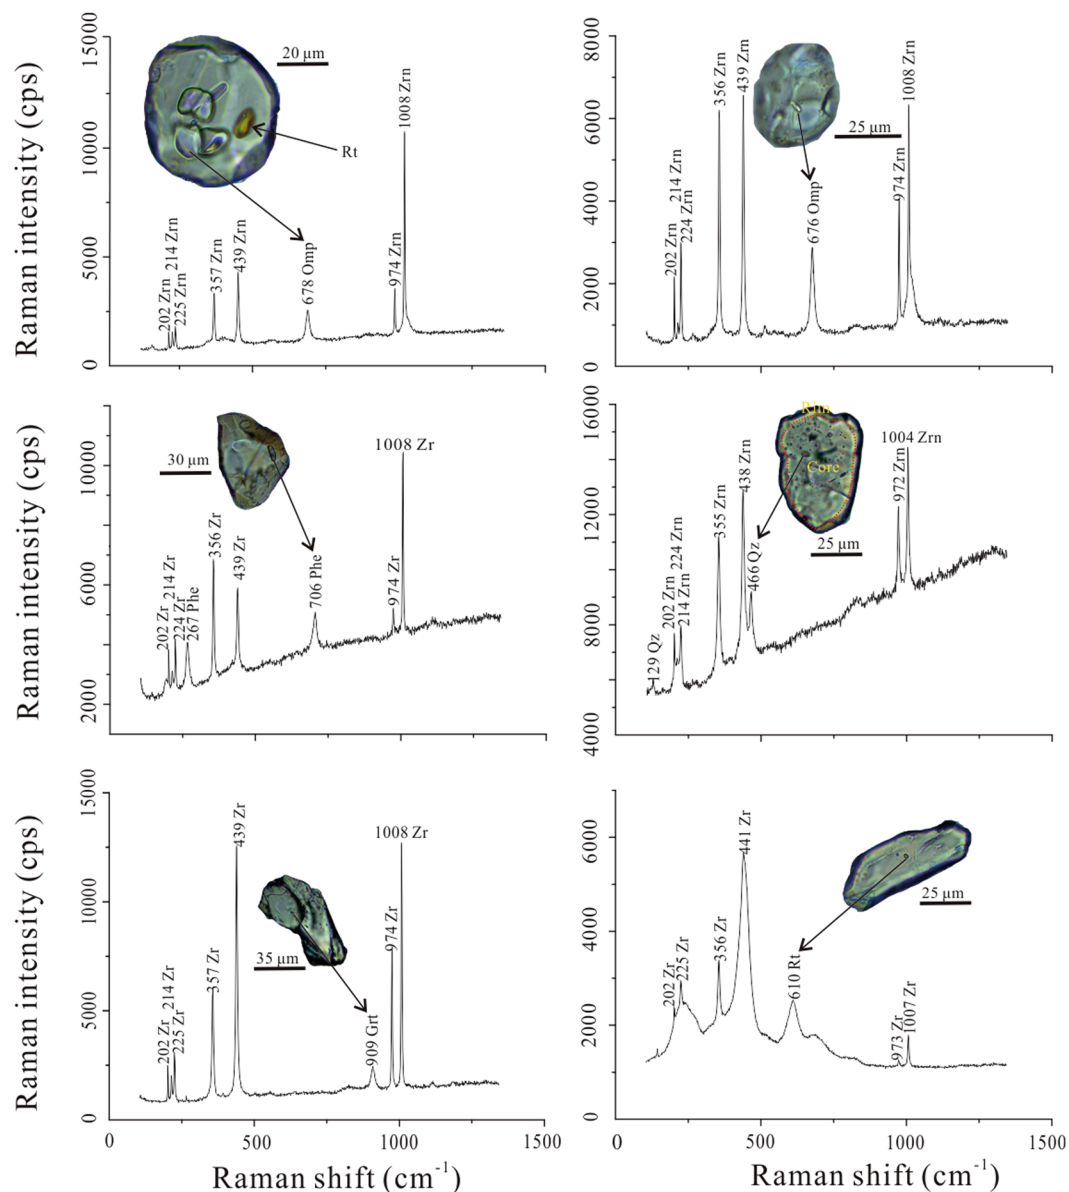 Raman intensity (cps)
15000
10000
5000
0
20 μm
Rt
202 Zrn
214 Zrn
225 Zrn
357 Zrn
439 Zrn
678 Omp
974 Zrn
1008 Zrn
0
500
1000
1500
8000
6000
4000
2000
0
25 μm
202 Zrn
214 Zrn
224 Zrn
356 Zrn
439 Zrn
676 Omp
974 Zrn
1008 Zrn
0
500
1000
1500
Raman intensity (cps)
10000
6000
2000
30 μm
202 Zr
214 Zr
224 Zr
267 Phe
356 Zr
439 Zr
706 Phe
974 Zr
1008 Zr
16000
12000
8000
4000
Rim
Core
25 μm
129 Qz
202 Zrn
214 Zrn
224 Zrn
355 Zrn
438 Zrn
466 Qz
972 Zrn
1004 Zrn
Raman intensity (cps)
15000
10000
5000
0
35 μm
202 Zr
214 Zr
225 Zr
357 Zr
439 Zr
909 Grt
974 Zr
1008 Zr
0
500
1000
1500
Raman shift (cm-1)
6000
4000
2000
0
25 μm
202 Zr
225 Zr
356 Zr
441 Zr
610 Rt
973 Zr
1007 Zr
0
500
1000
1500
Raman shift (cm-1)